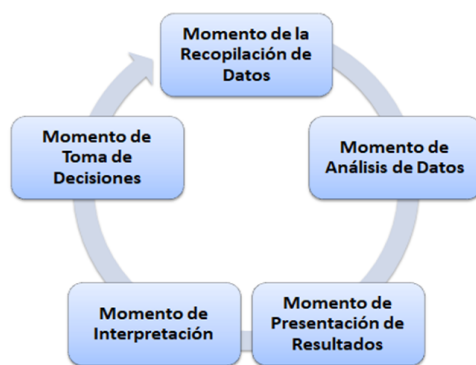 Momento de la
Recopilación de
Datos
Momento de
Análisis de Datos
Momento de
Presentación de
Resultados
Momento de
Interpretación
Momento de
Toma de
Decisiones